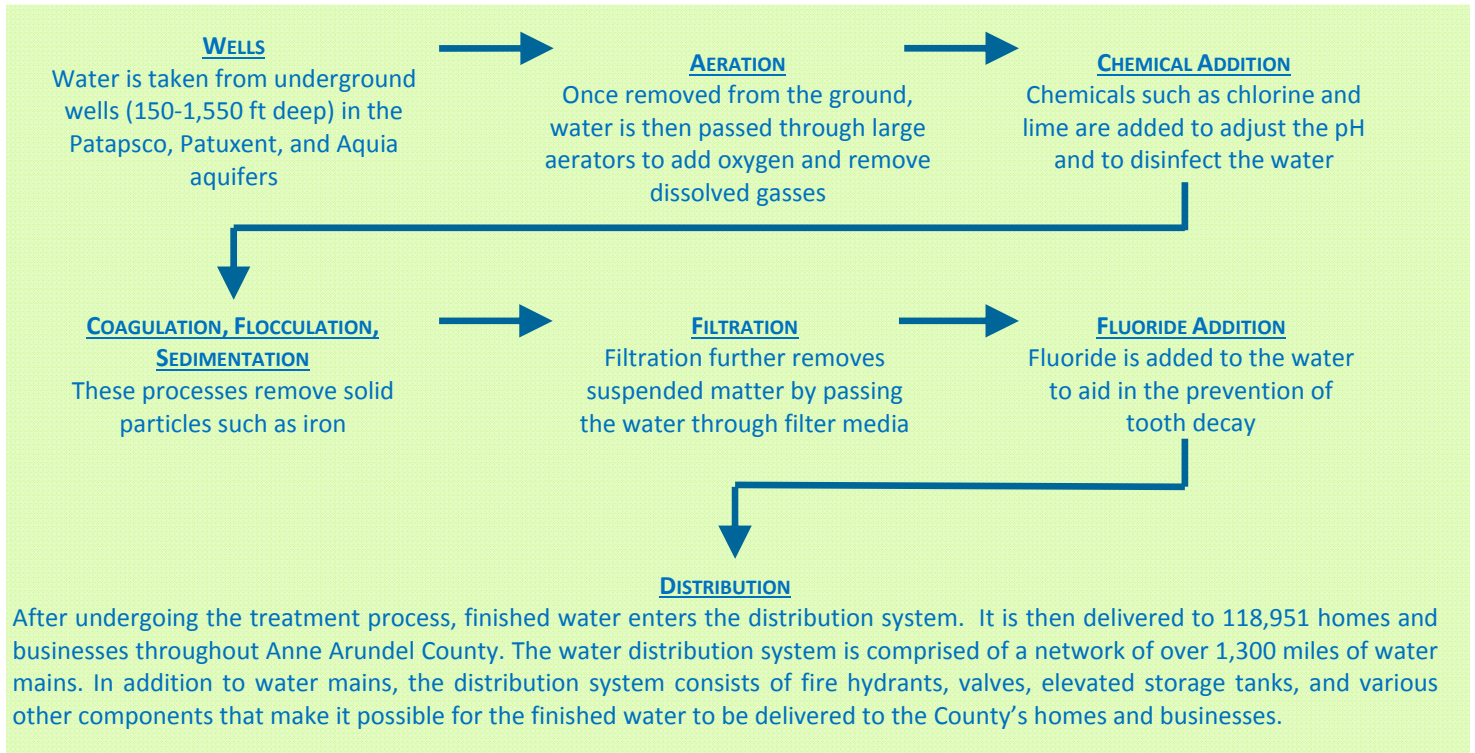 WELLS
Water is taken from underground
wells (150-1,550 ft deep) in the
Patapsco, Patuxent, and Aquia
aquifers
AERATION
Once removed from the ground,
water is then passed through large
aerators to add oxygen and remove
dissolved gasses
CHEMICAL ADDITION
Chemicals such as chlorine and
lime are added to adjust the pH
and to disinfect the water
COAGULATION, FLOCCULATION,
SEDIMENTATION
These processes remove solid
particles such as iron
FILTRATION
Filtration further removes
suspended matter by passing
the water through filter media
FLUORIDE ADDITION
Fluoride is added to the water
to aid in the prevention of
tooth decay
DISTRIBUTION
After undergoing the treatment process, finished water enters the distribution system. It is then delivered to 118,951 homes and
businesses throughout Anne Arundel County. The water distribution system is comprised of a network of over 1,300 miles of water
mains. In addition to water mains, the distribution system consists of fire hydrants, valves, elevated storage tanks, and various
other components that make it possible for the finished water to be delivered to the County's homes and businesses.